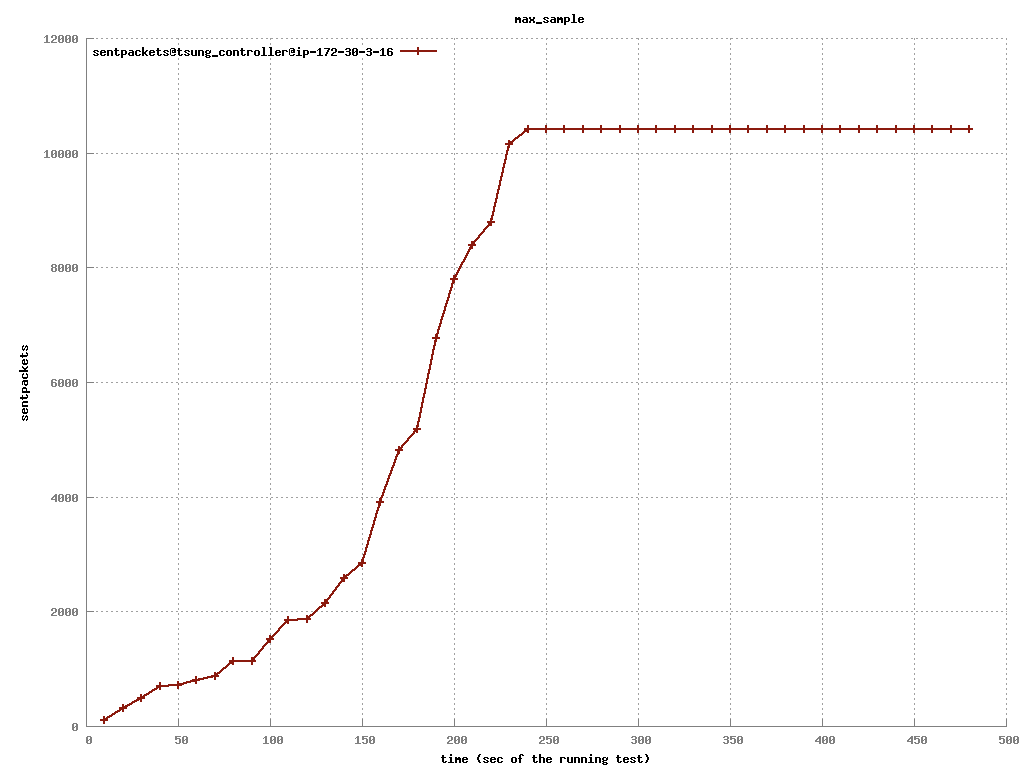 max_sample
12000
sentpackets@tsung_controller@ip-172-30-3-16
10000
8000
6000
4000
2000
0
sentpackets
0 50 100 150 200 250 300 350 400 450 500
time (sec of the running test)